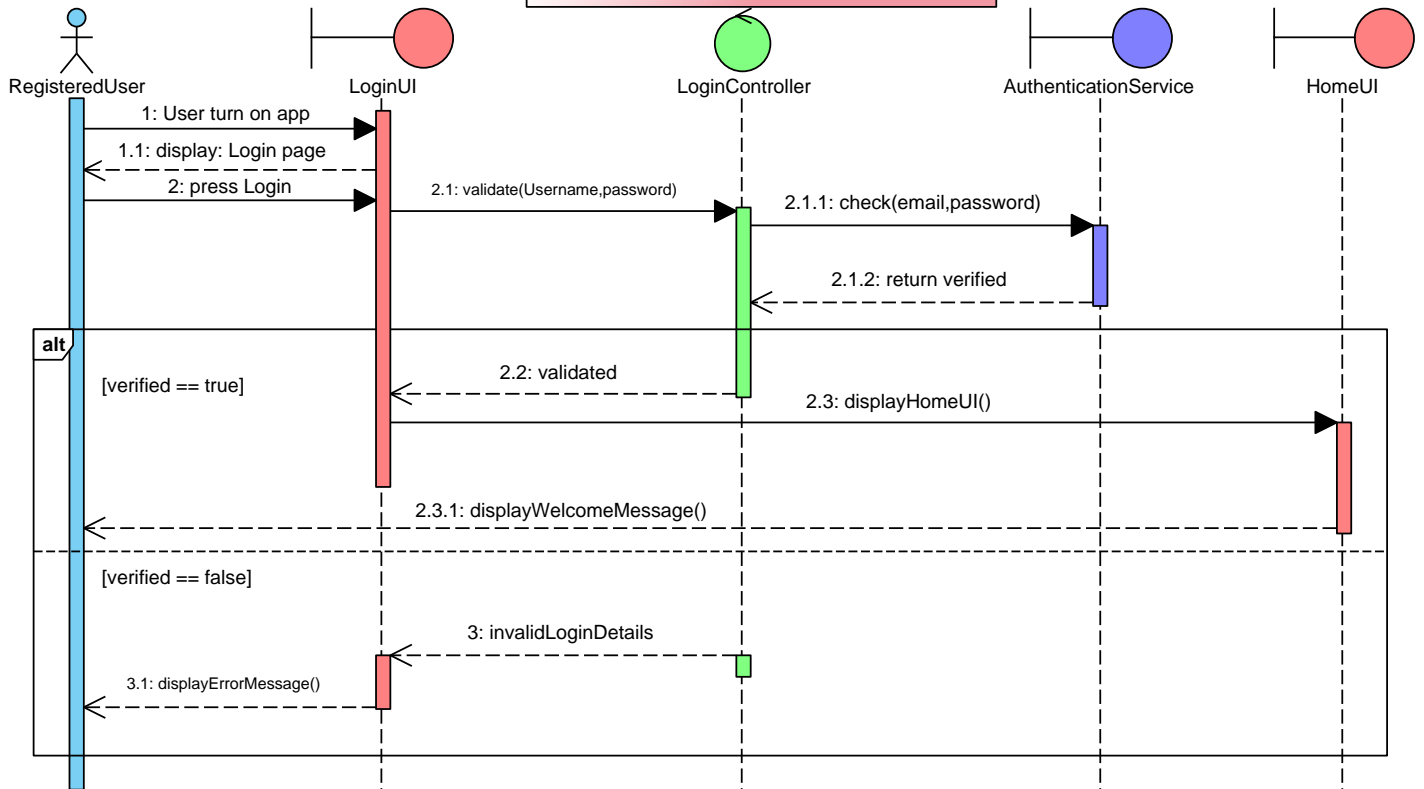 RegisteredUser
LoginUI
LoginController
AuthenticationService
HomeUI
1: User turn on app
1.1: display: Login page
2: press Login
2.1: validate(Username,password)
2.1.1: check(email,password)
2.1.2: return verified
alt
[verified == true]
2.2: validated
2.3: displayHomeUI()
2.3.1: displayWelcomeMessage()
[verified == false]
3: invalidLoginDetails
3.1: displayErrorMessage()